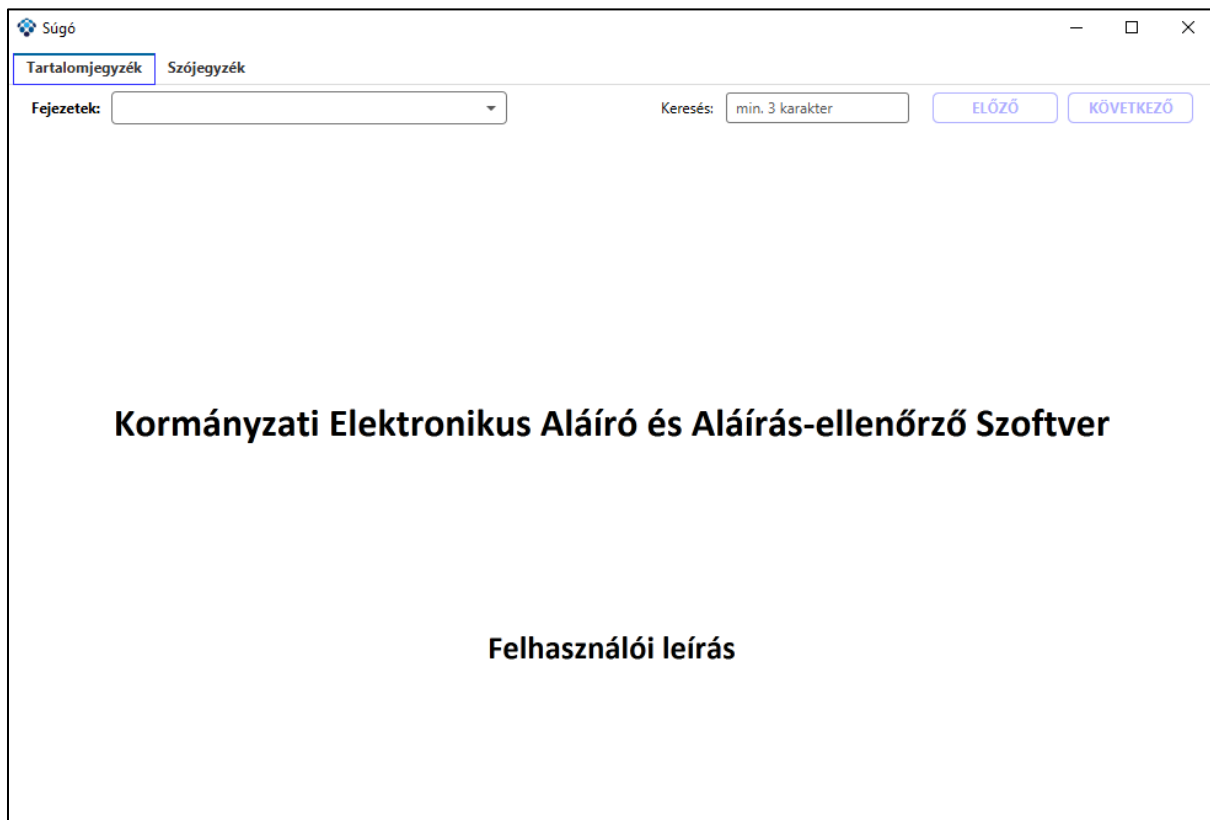 Súgó
Tartalomjegyzék Szójegyzék
Fejezetek: Keresés: min. 3 karakter ELŐZŐ KÖVETKEZŐ
Kormányzati Elektronikus Aláíró és Aláírás-ellenőrző Szoftver
Felhasználói leírás